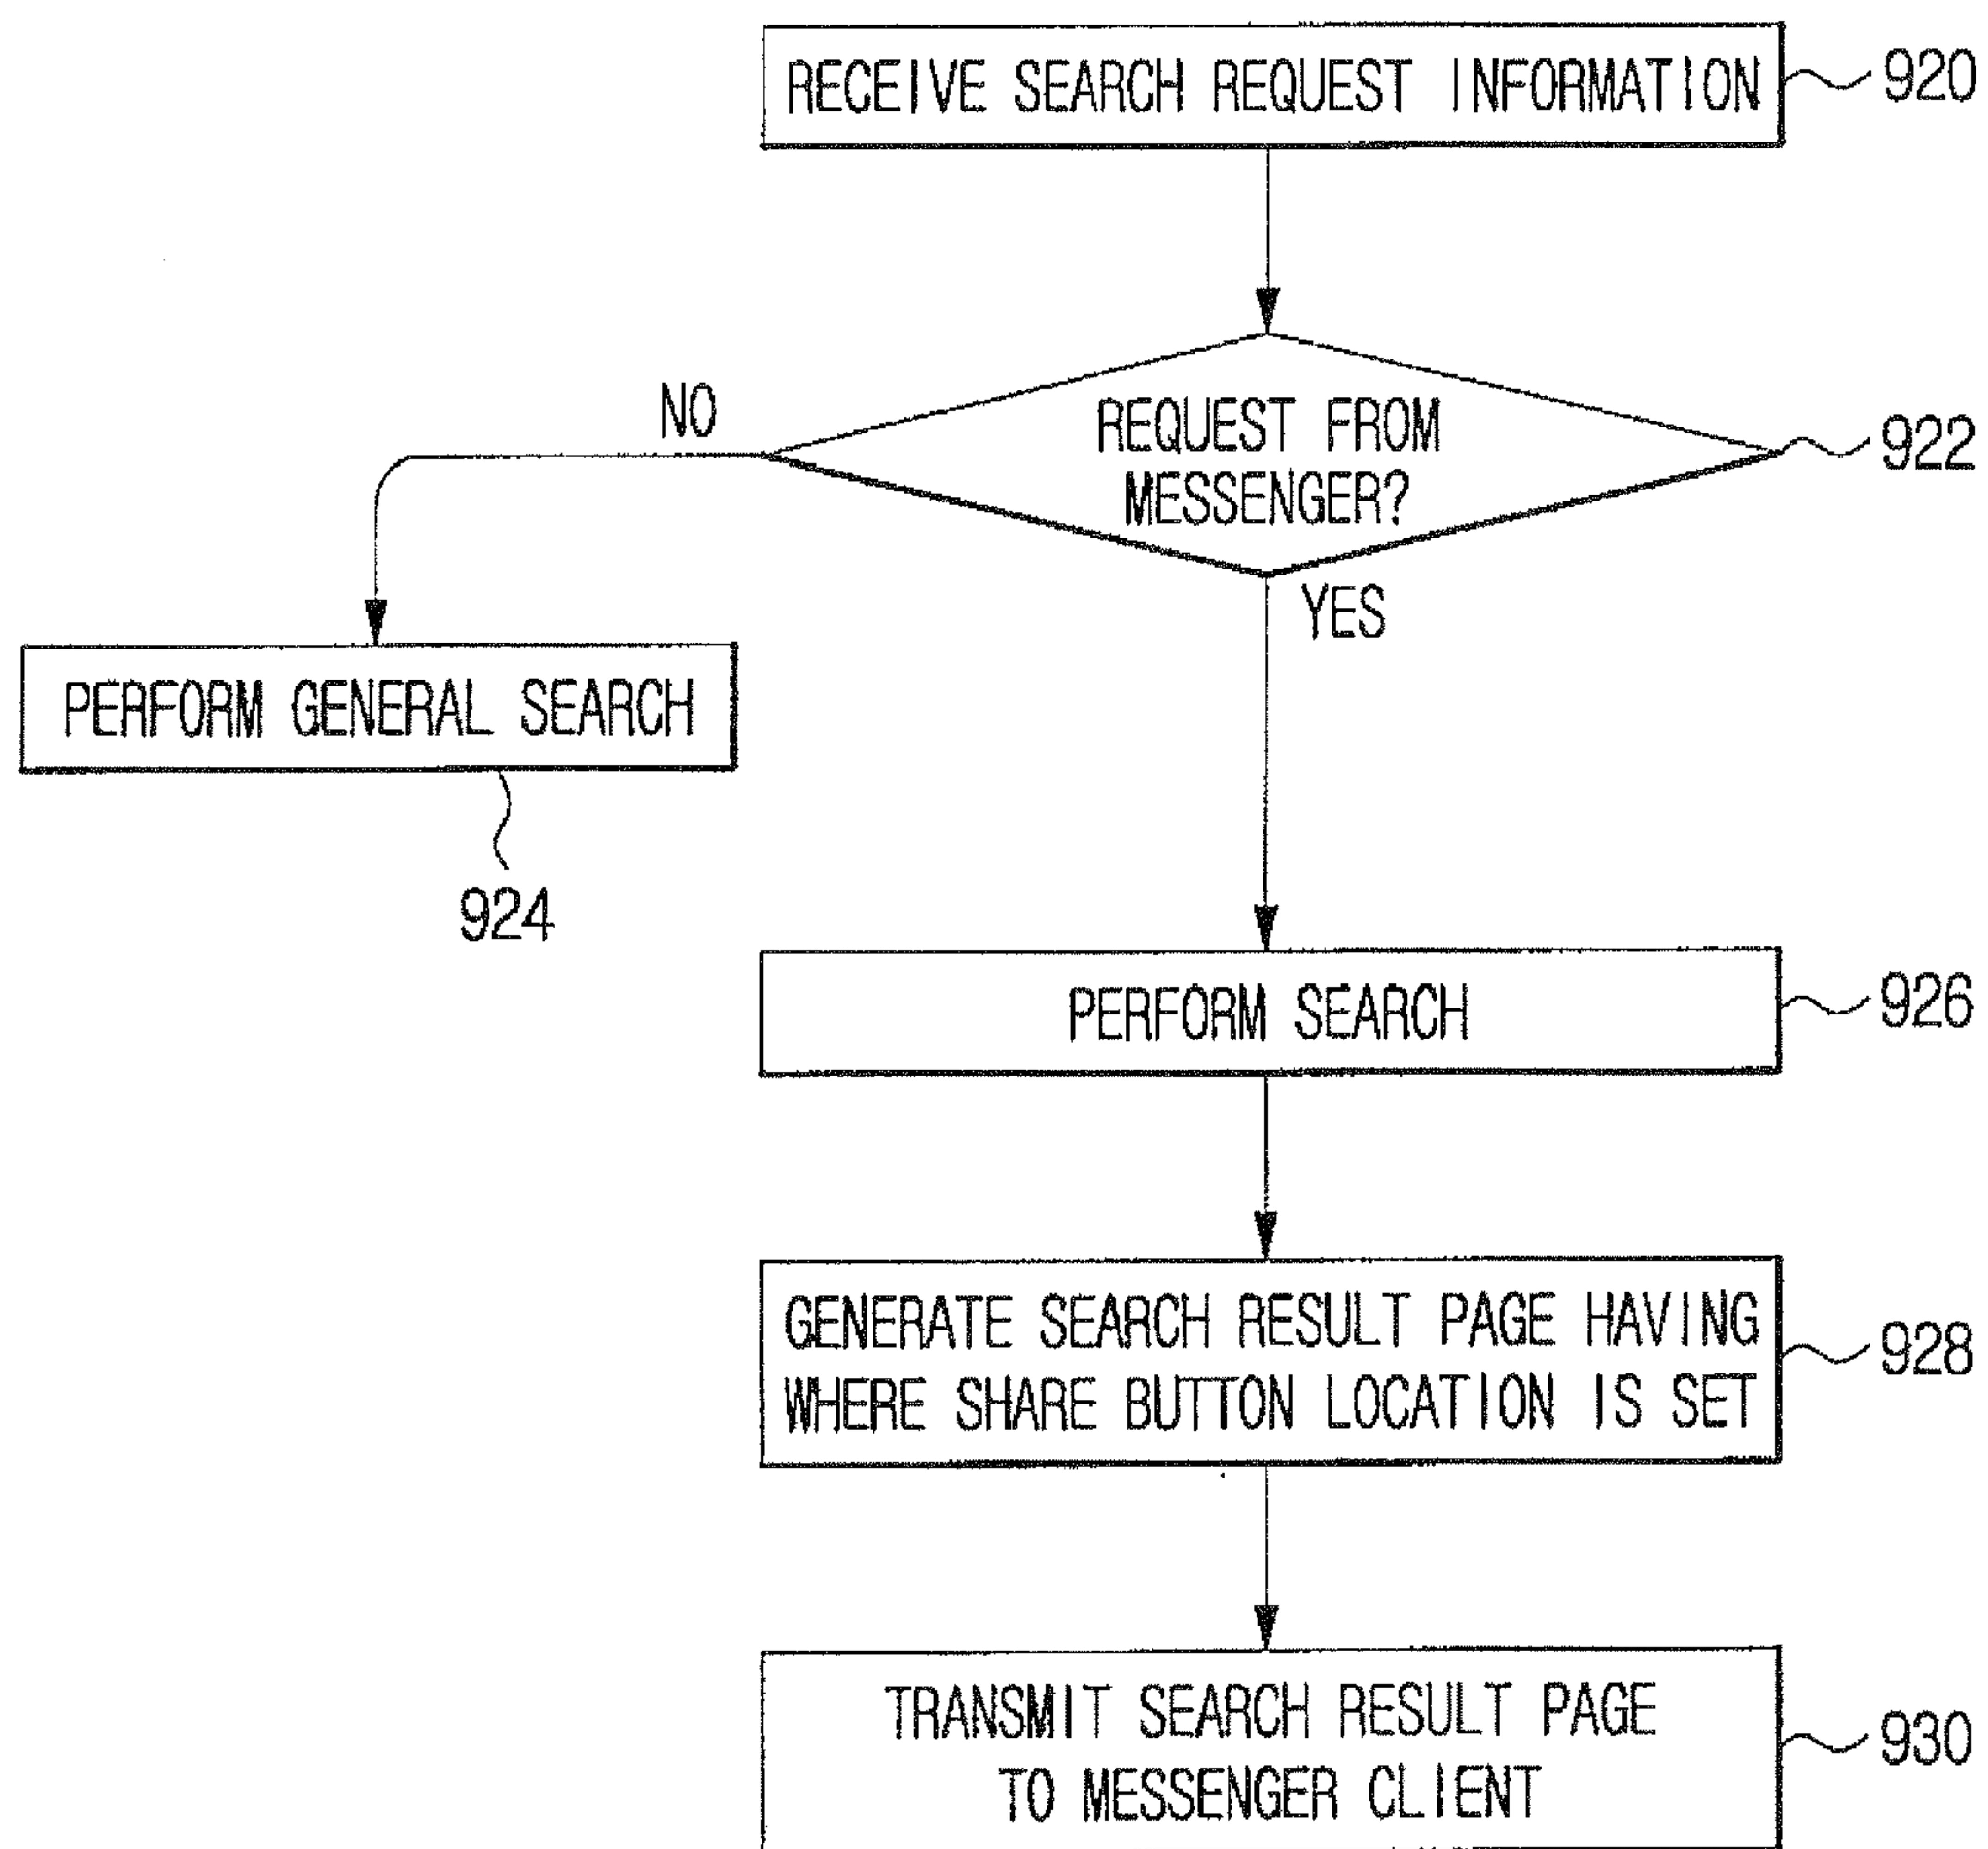 RECEIVE SEARCH REQUEST INFORMATION
920
REQUEST FROM
MESSENGER?
922
NO
YES
PERFORM GENERAL SEARCH
924
PERFORM SEARCH
926
GENERATE SEARCH RESULT PAGE HAVING
WHERE SHARE BUTTON LOCATION IS SET
928
TRANSMIT SEARCH RESULT PAGE
TO MESSENGER CLIENT
930